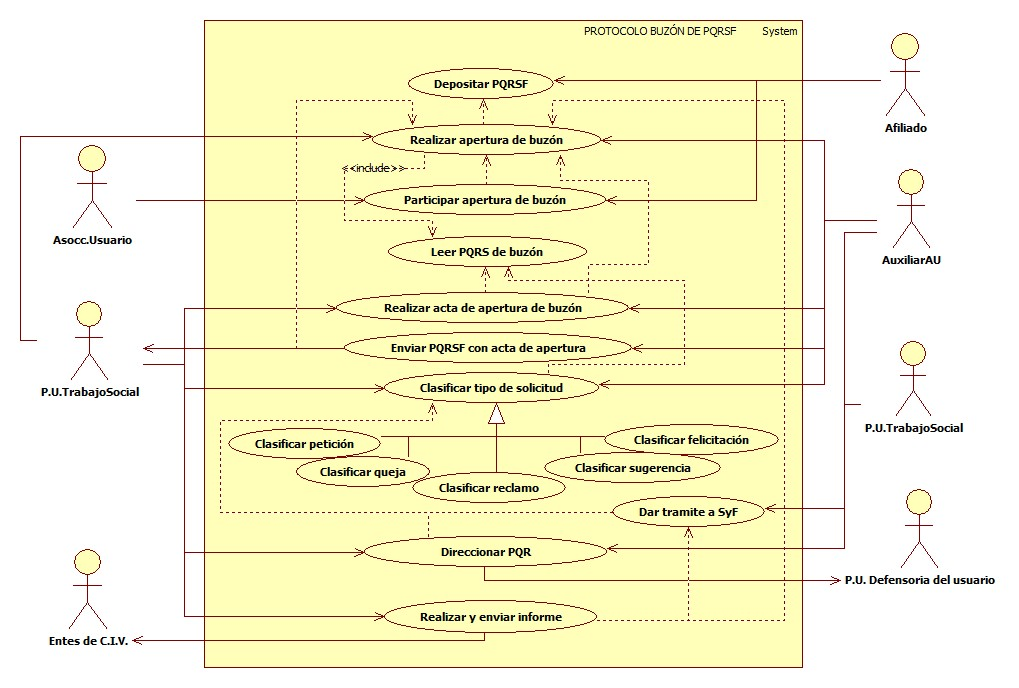 PROTOCOLO BUZÓN DE PQRSF
System
Depositar PQRSF
Afiliado
Realizar apertura de buzón
<<include>>
Participar apertura de buzón
Asocc.Usuario
Leer PQRS de buzón
AuxiliarAU
Realizar acta de apertura de buzón
Enviar PQRSF con acta de apertura
P.U.TrabajoSocial
Clasificar tipo de solicitud
P.U.TrabajoSocial
Clasificar petición
Clasificar felicitación
Clasificar queja
Clasificar sugerencia
Clasificar reclamo
Dar tramite a SyF
Direccionar PQR
P.U. Defensoria del usuario
Realizar y enviar informe
Entes de C.I.V.